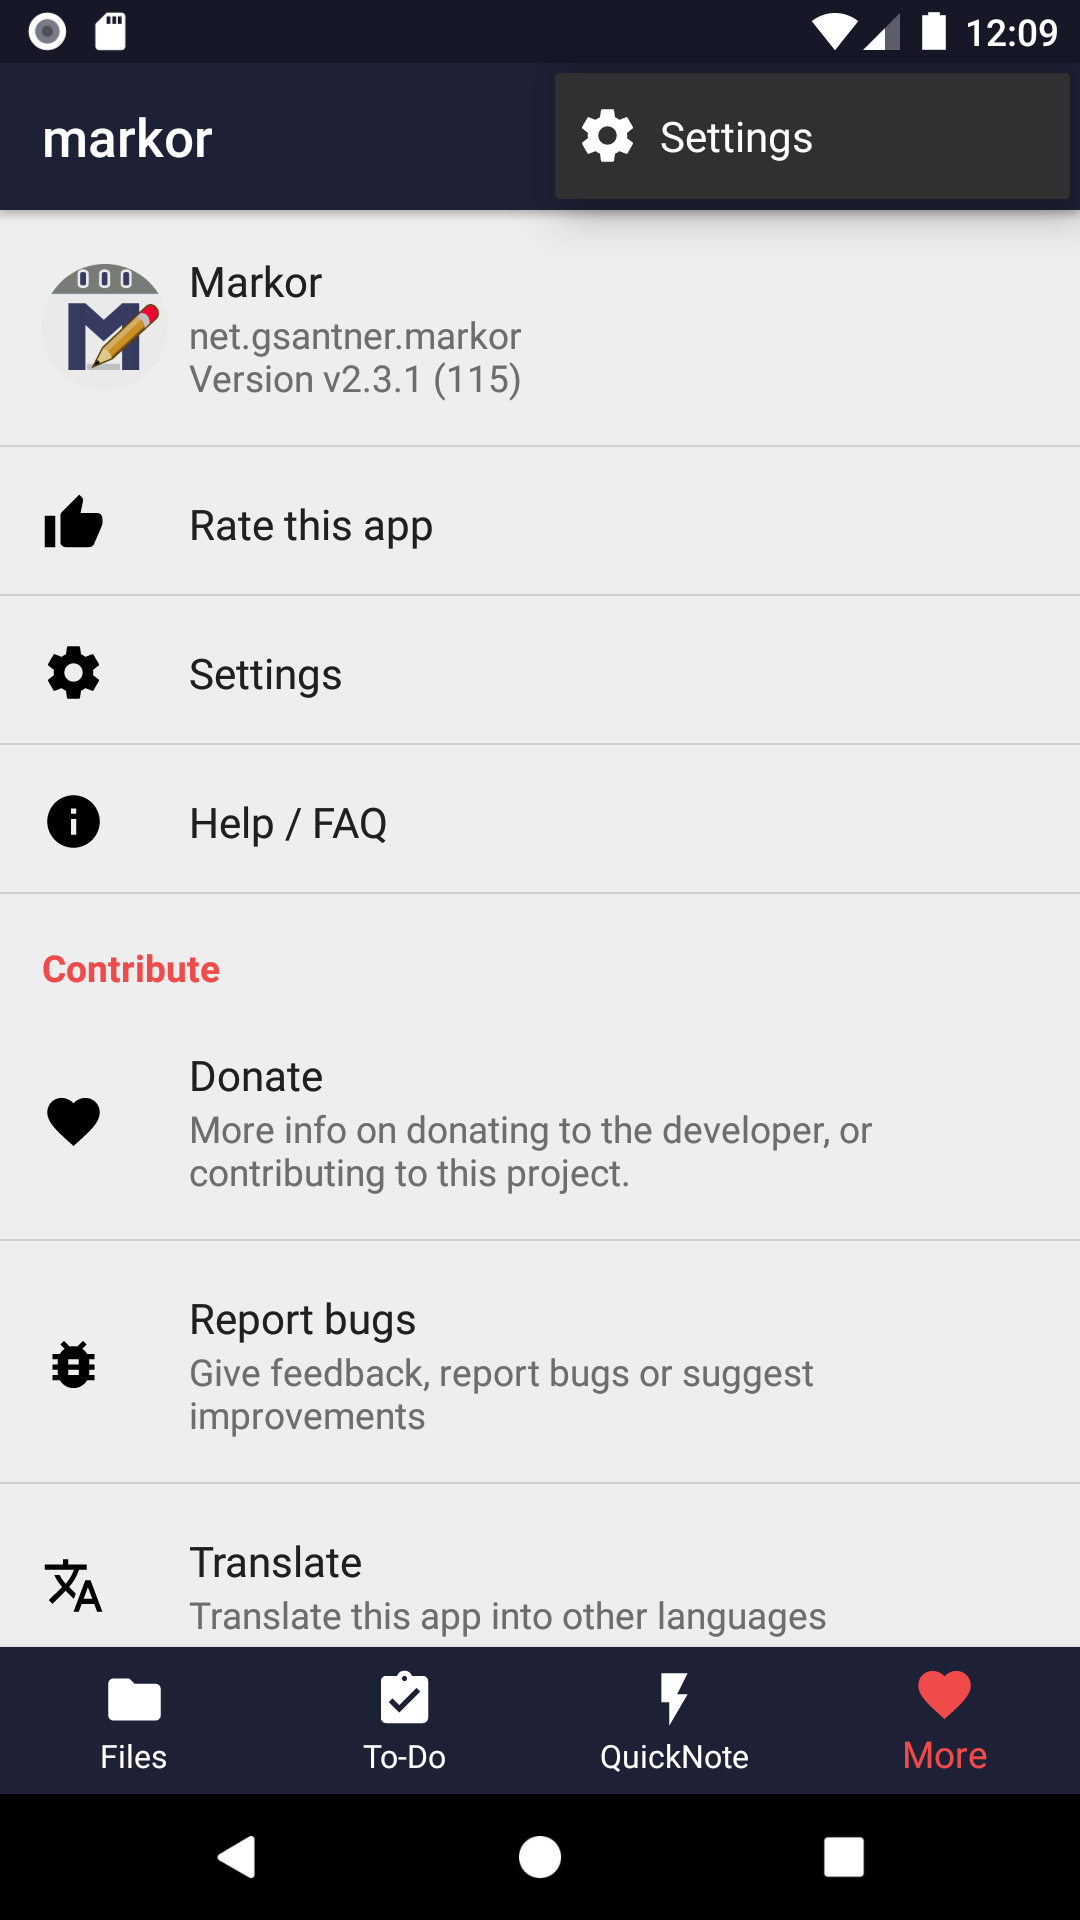 12:09
markor
Settings
Markor
net.gsantner.markor
Version v2.3.1 (115)
Rate this app
Settings
Help / FAQ
Contribute
Donate
More info on donating to the developer, or
contributing to this project.
Report bugs
Give feedback, report bugs or suggest
improvements
Translate
Translate this app into other languages
Files
To-Do
QuickNote
More